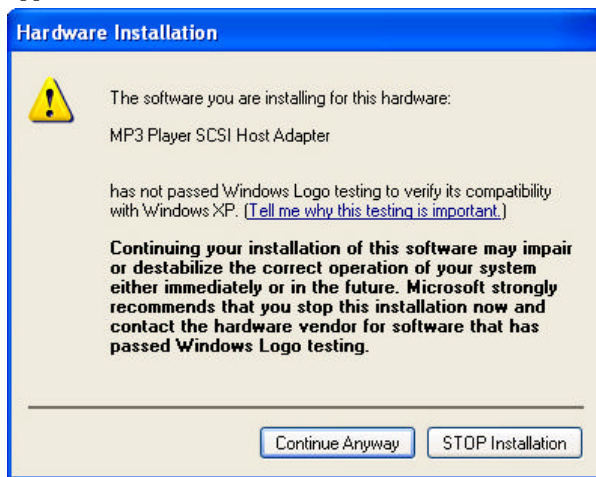 Hardware Installation
The software you are installing for this hardware:
MP3 Player SCSI Host Adapter
has not passed Windows Logo testing to verify its compatibility
with Windows XP. (Tell me why this testing is important.)
Continuing your installation of this software may impair
or destabilize the correct operation of your system
either immediately or in the future. Microsoft strongly
recommends that you stop this installation now and
contact the hardware vendor for software that has
passed Windows Logo testing.
Continue Anyway
STOP Installation